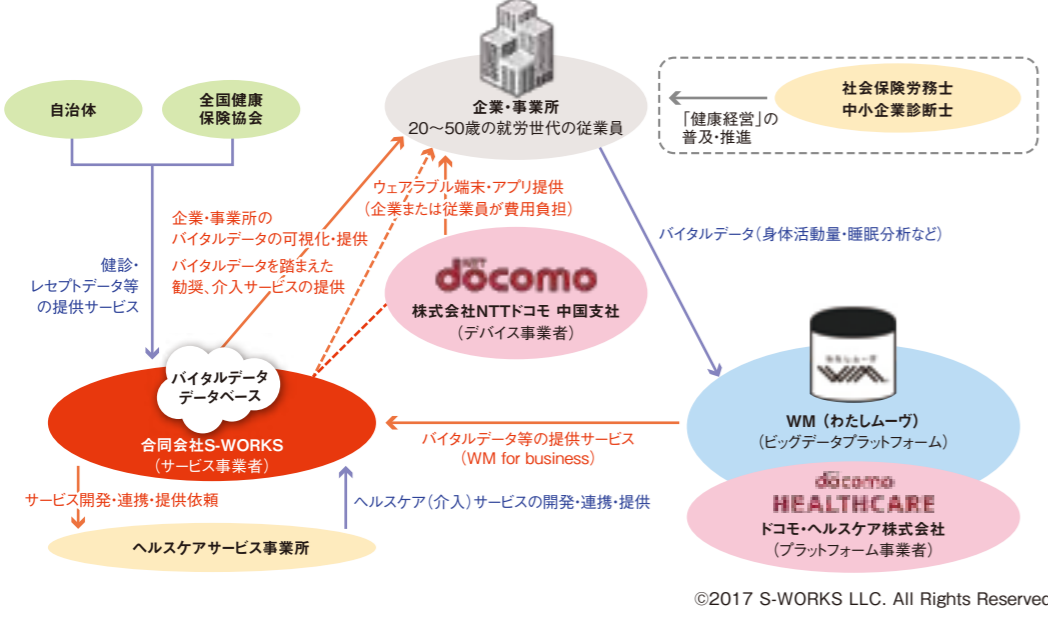 自治体
全国健康
保険協会
企業・事業所
20〜50歳の就労世代の従業員
社会保険労務士
中小企業診断士
「健康経営」の
普及・推進
ウェアラブル端末・アプリ提供
(企業または従業員が費用負担)
企業・事業所の
バイタルデータの可視化・提供
バイタルデータを踏まえた
勧奨、介入サービスの提供
健診・
レセプトデータ等
の提供サービス
バイタルデータ(身体活動量・睡眠分析など)
NTT
döcomo
株式会社NTTドコモ 中国支社
(デバイス事業者)
バイタルデータ
データベース
合同会社S-WORKS
(サービス事業者)
わたしムーヴ
WM
WM (わたしムーヴ)
(ビッグデータプラットフォーム)
バイタルデータ等の提供サービス
(WM for business)
döcomo
HEALTHCARE
ドコモ・ヘルスケア株式会社
(プラットフォーム事業者)
サービス開発・連携・提供依頼
ヘルスケア(介入)サービスの開発・連携・提供
ヘルスケアサービス事業所
©2017 S-WORKS LLC. All Rights Reserved